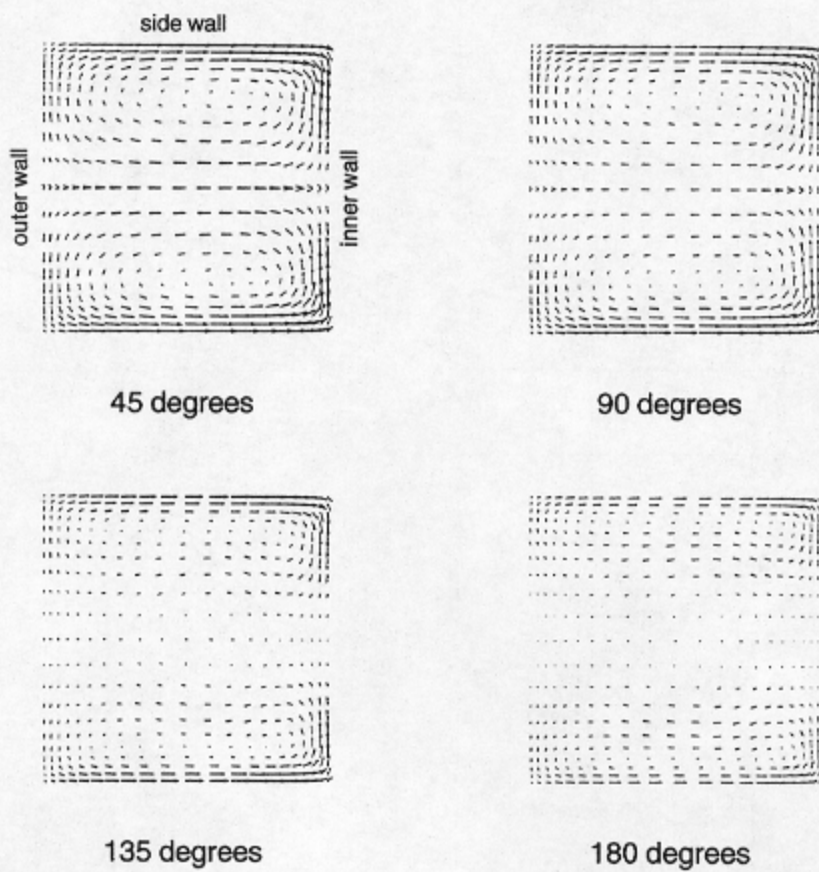 side wall
outer wall
inner wall
45 degrees
90 degrees
135 degrees
180 degrees